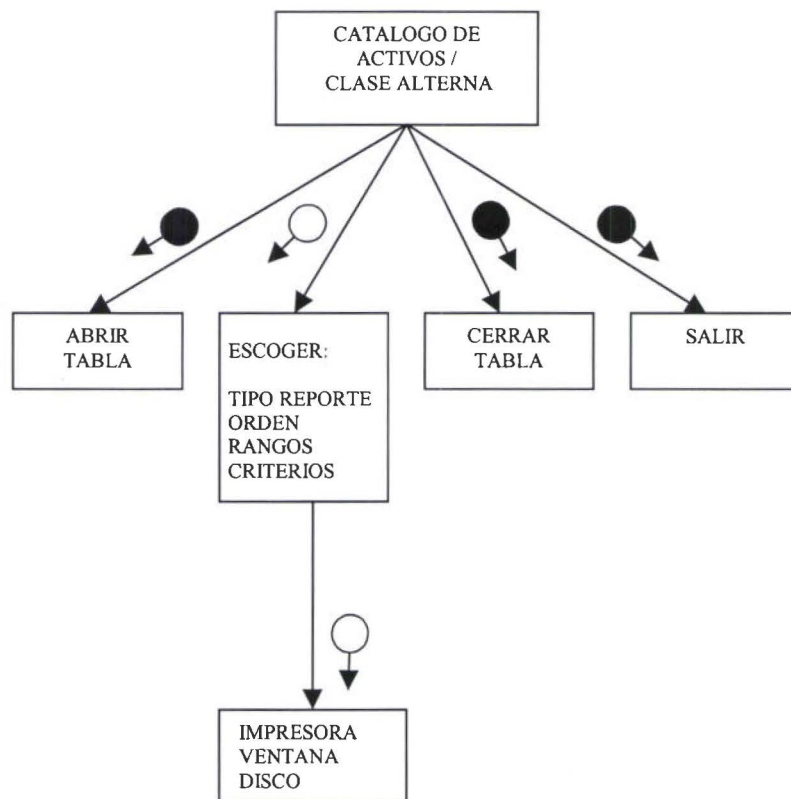 CATALOGO DE
ACTIVOS /
CLASE ALTERNA
ABRIR
TABLA
ESCOGER:
TIPO REPORTE
ORDEN
RANGOS
CRITERIOS
CERRAR
TABLA
SALIR
IMPRESORA
VENTANA
DISCO